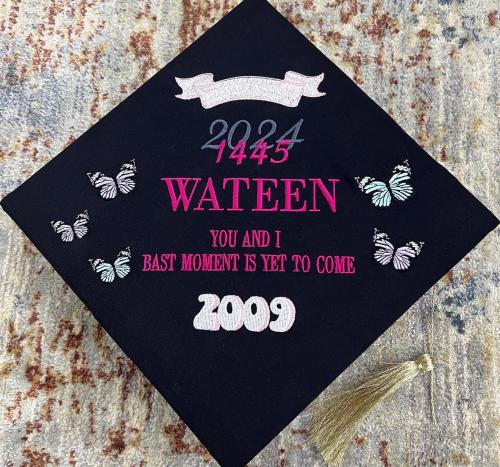 2024
1445
WATEEN
YOU AND I
BAST MOMENT IS YET TO COME
2009